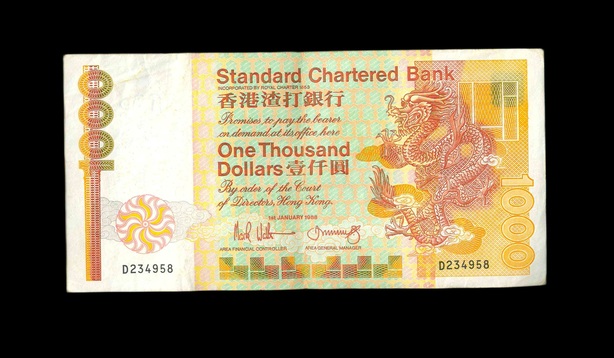 1000
Standard Chartered Bank
INCORPORATED BY ROYAL CHARTER 1853
香港渣打銀行
Promises to pay the bearer
on demand at its office here
One Thousand
Dollars 壹仟圓
By order of the Court
of Directors, Hong Kong.
1st JANUARY 1988
AREA FINANCIAL CONTROLLER AREA GENERAL MANAGER
D234958
D234958
1000